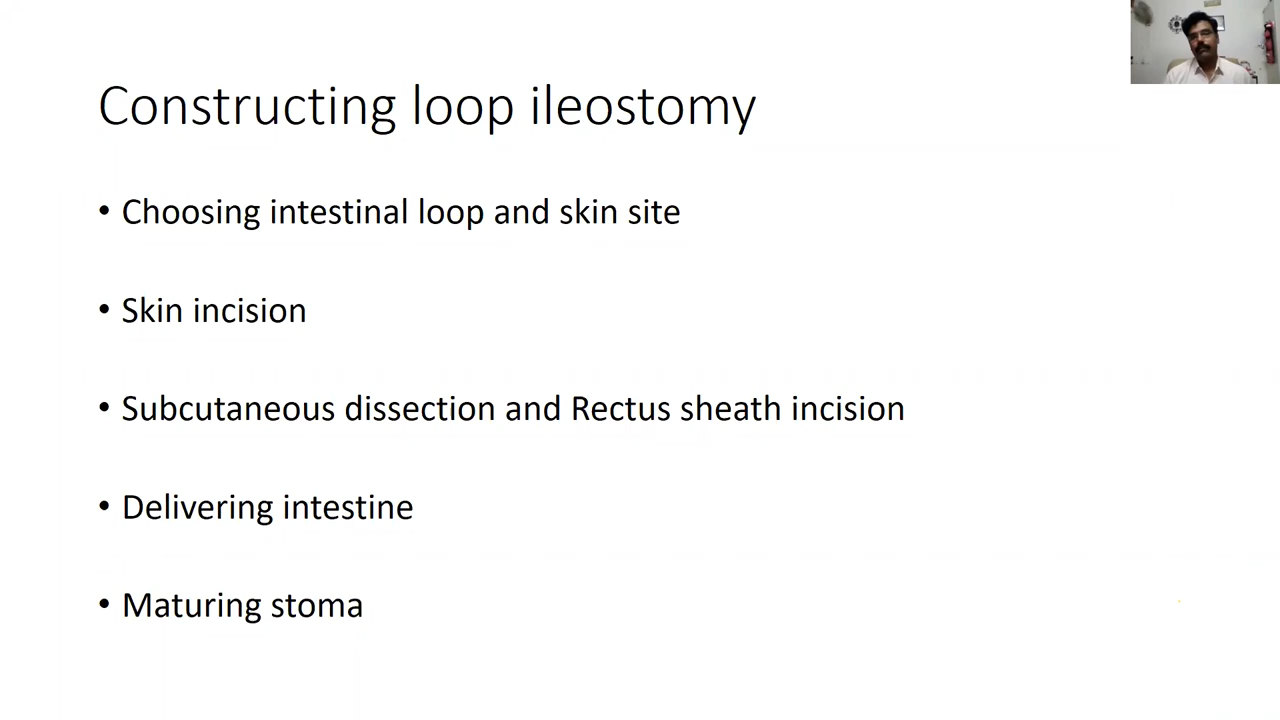 Constructing loop ileostomy
• Choosing intestinal loop and skin site
• Skin incision
• Subcutaneous dissection and Rectus sheath incision
• Delivering intestine
• Maturing stoma